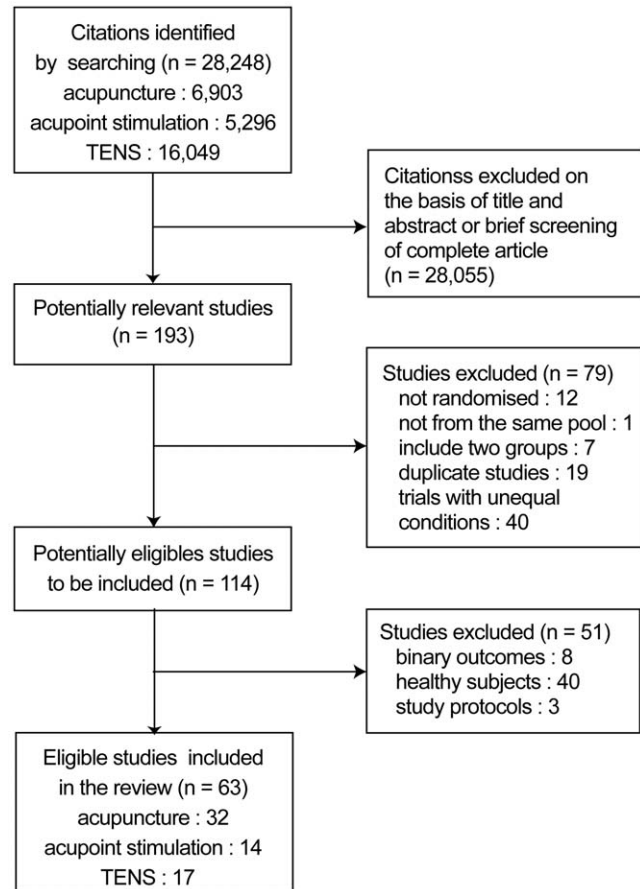 Citations identified
by searching (n = 28,248)
acupuncture : 6,903
acupoint stimulation : 5,296
TENS : 16,049
Citationss excluded on
the basis of title and
abstract or brief screening
of complete article
(n = 28,055)
Potentially relevant studies
(n = 193)
Studies excluded (n = 79)
not randomised : 12
not from the same pool : 1
include two groups : 7
duplicate studies : 19
trials with unequal
conditions : 40
Potentially eligibles studies
to be included (n = 114)
Studies excluded (n = 51)
binary outcomes : 8
healthy subjects : 40
study protocols : 3
Eligible studies included
in the review (n = 63)
acupuncture : 32
acupoint stimulation : 14
TENS : 17